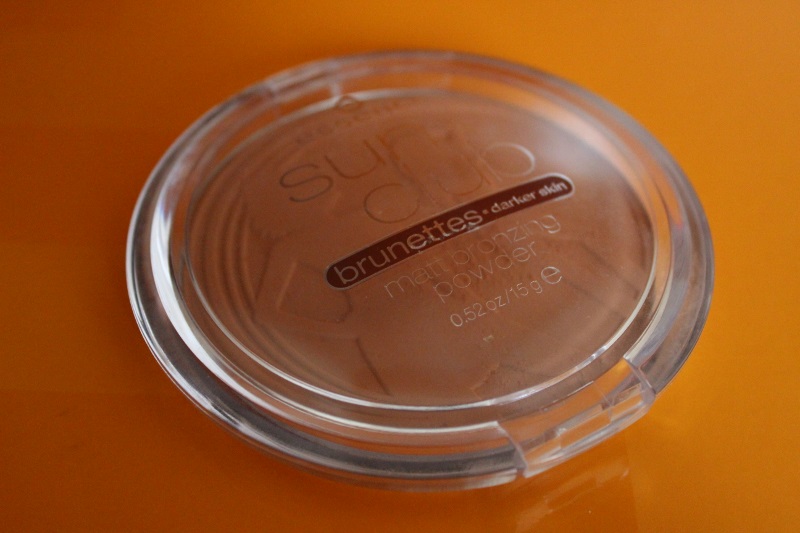 sun
club
brunettes • darker skin
matt bronzing
powder
0.52 oz/15 g e